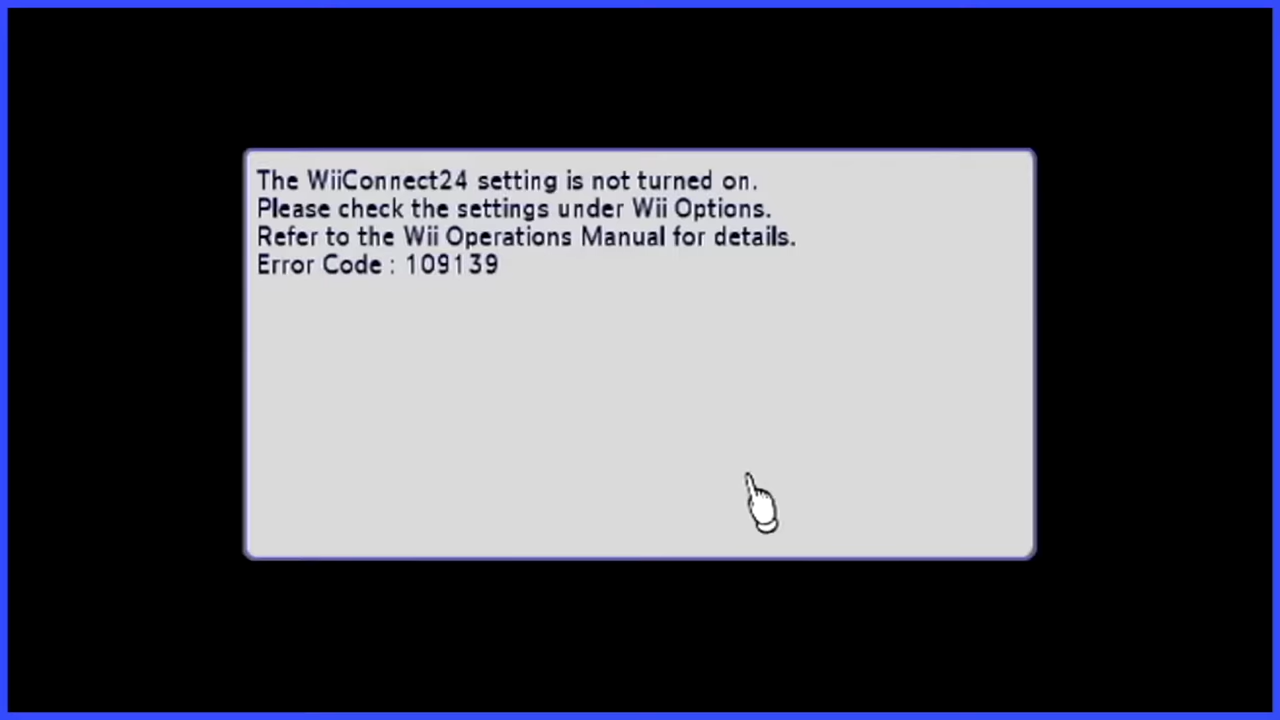 The WiiConnect24 setting is not turned on.
Please check the settings under Wii Options.
Refer to the Wii Operations Manual for details.
Error Code : 109139